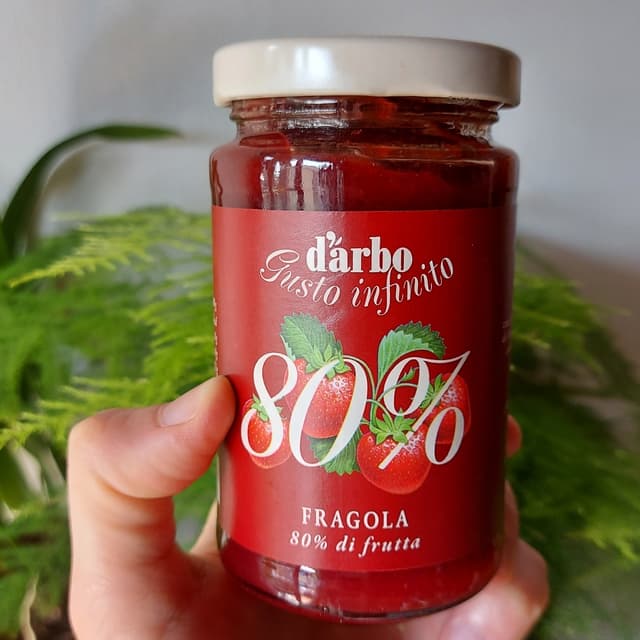 d'arbo
Gusto infinito
80%
FRAGOLA
80% di frutta